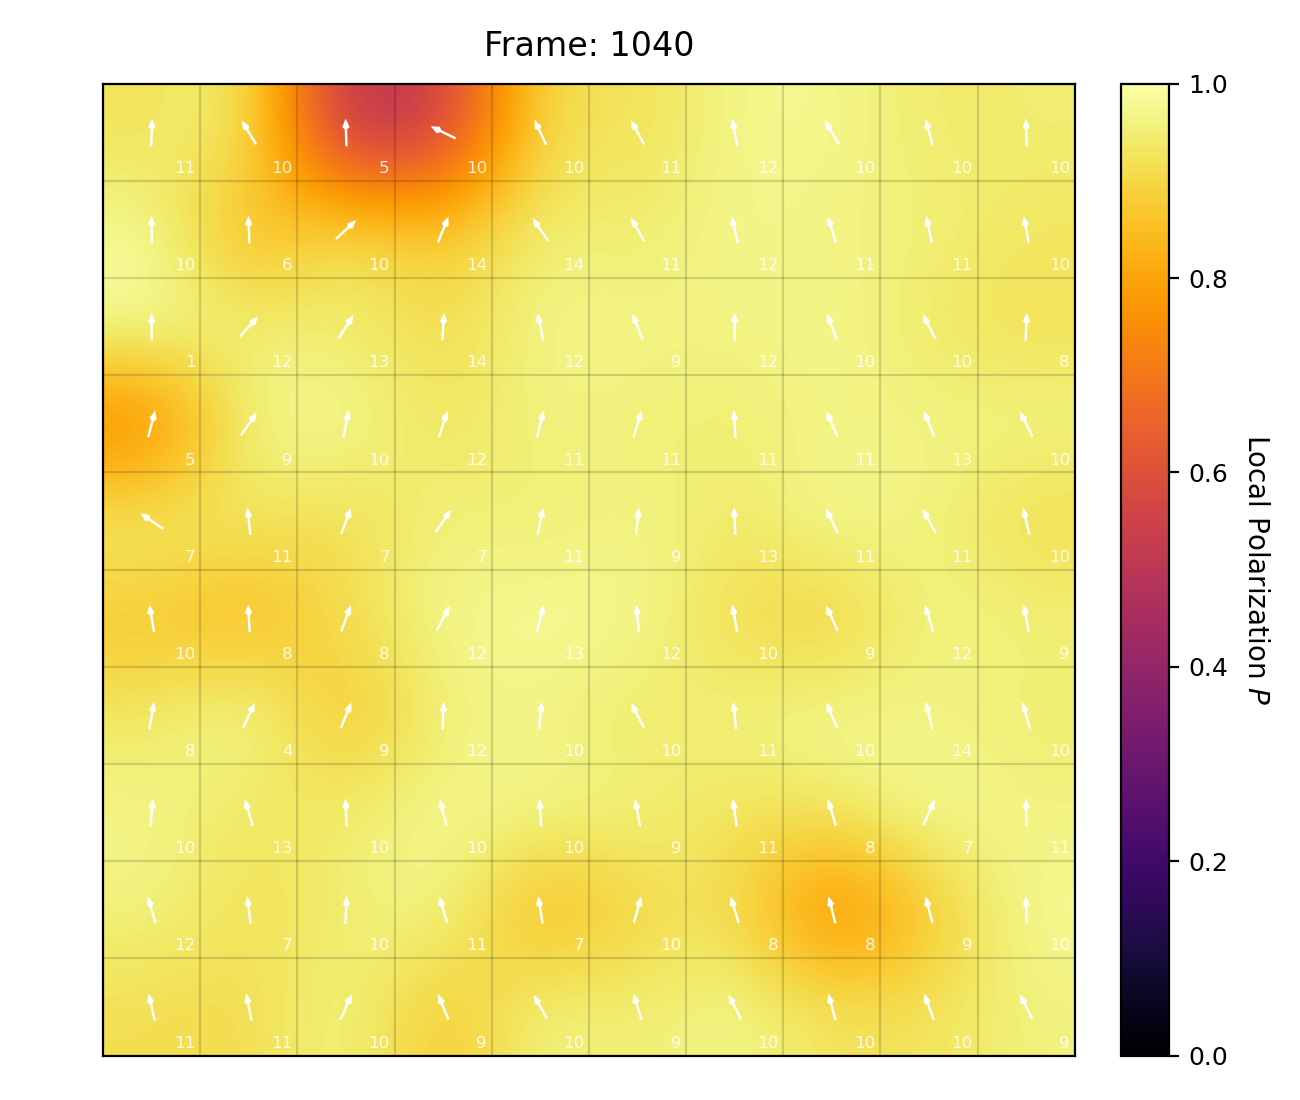 Frame: 1040
11 10 5 10 10 11 12 10 10 10
10 6 10 14 14 11 12 11 11 10
1 12 13 14 12 9 12 10 10 8
5 9 10 12 11 11 11 11 13 10
7 11 7 7 11 9 13 11 11 10
10 8 8 12 13 12 10 9 12 9
8 4 9 12 10 10 11 10 14 10
10 13 10 10 10 9 11 8 7 11
12 7 10 11 7 10 8 8 9 10
11 11 10 9 10 10 10 10 10 9
1.0
0.8
0.6
0.4
0.2
0.0
Local Polarization P